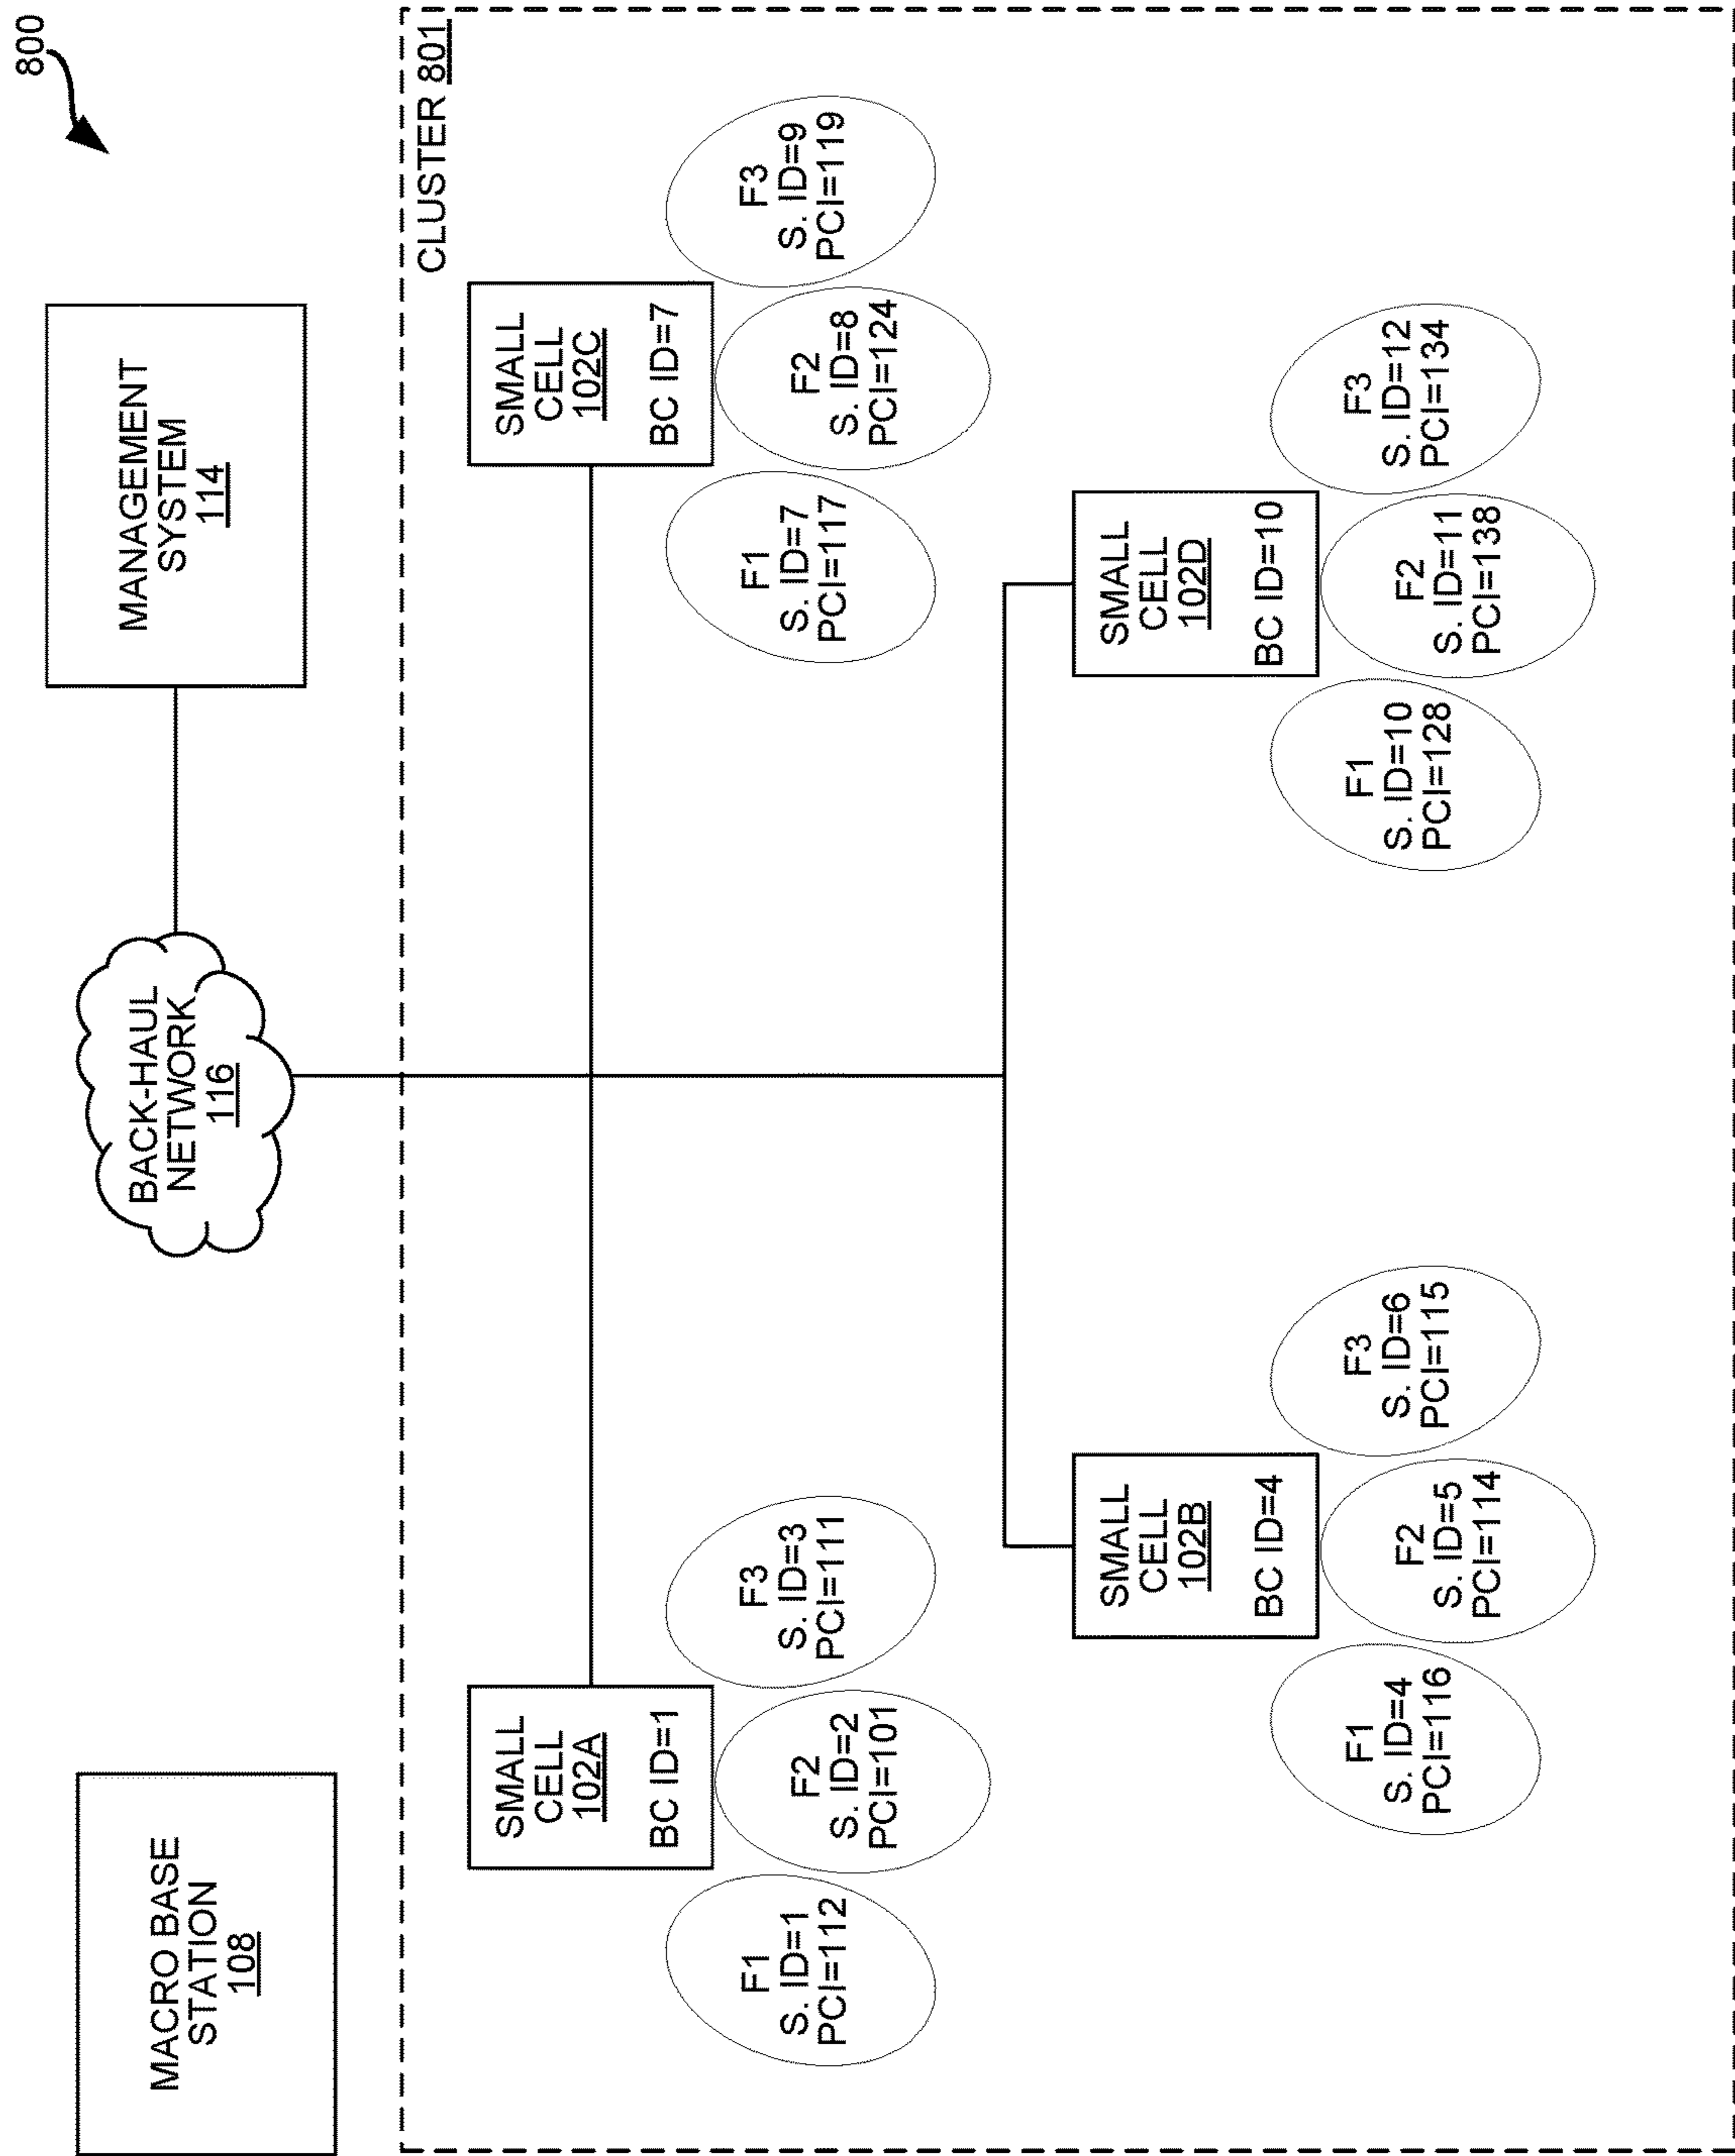 800
MACRO BASE
STATION
108
BACK-HAUL
NETWORK
116
MANAGEMENT
SYSTEM
114
CLUSTER 801
SMALL
CELL
102A
BC ID=1
F1
S. ID=1
PCI=112
F2
S. ID=2
PCI=101
F3
S. ID=3
PCI=111
SMALL
CELL
102C
BC ID=7
F1
S. ID=7
PCI=117
F2
S. ID=8
PCI=124
F3
S. ID=9
PCI=119
SMALL
CELL
102B
BC ID=4
F1
S. ID=4
PCI=116
F2
S. ID=5
PCI=114
F3
S. ID=6
PCI=115
SMALL
CELL
102D
BC ID=10
F1
S. ID=10
PCI=128
F2
S. ID=11
PCI=138
F3
S. ID=12
PCI=134